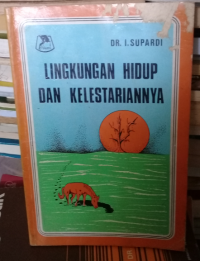 DR. I. SUPARDI
LINGKUNGAN HIDUP
DAN KELESTARIANNYA